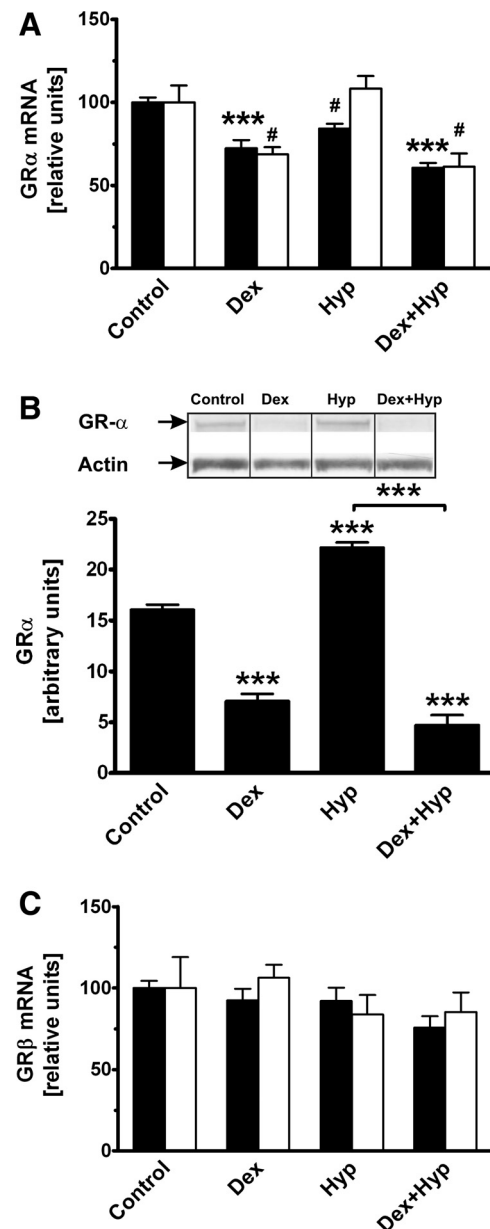 A
GRα mRNA
[relative units]
150
100
50
0
***
#
#
***
#
Control
Dex
Hyp
Dex+Hyp
B
Control Dex Hyp Dex+Hyp
GR-α
Actin
***
GRα
[arbitrary units]
25
20
15
10
5
0
***
***
***
Control
Dex
Hyp
Dex+Hyp
C
GRβ mRNA
[relative units]
150
100
50
0
Control
Dex
Hyp
Dex+Hyp